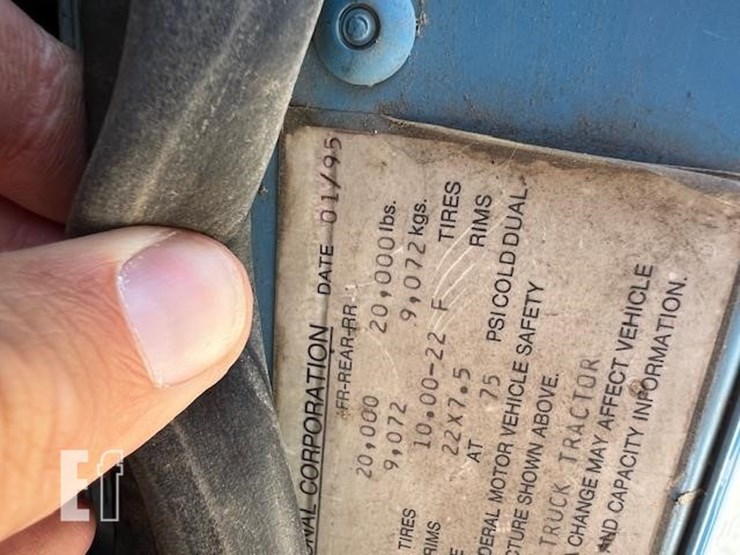 ONAL CORPORATION DATE 01/95
FR-REAR-RR
20,000 20,000 lbs.
9,072 9,072 kgs.
TIRES 10.00-22 F TIRES
RIMS 22X7.5 RIMS
AT 75 PSI COLD DUAL
DERAL MOTOR VEHICLE SAFETY
CTURE SHOWN ABOVE.
TRUCK TRACTOR
CHANGE MAY AFFECT VEHICLE
AND CAPACITY INFORMATION.
Ef